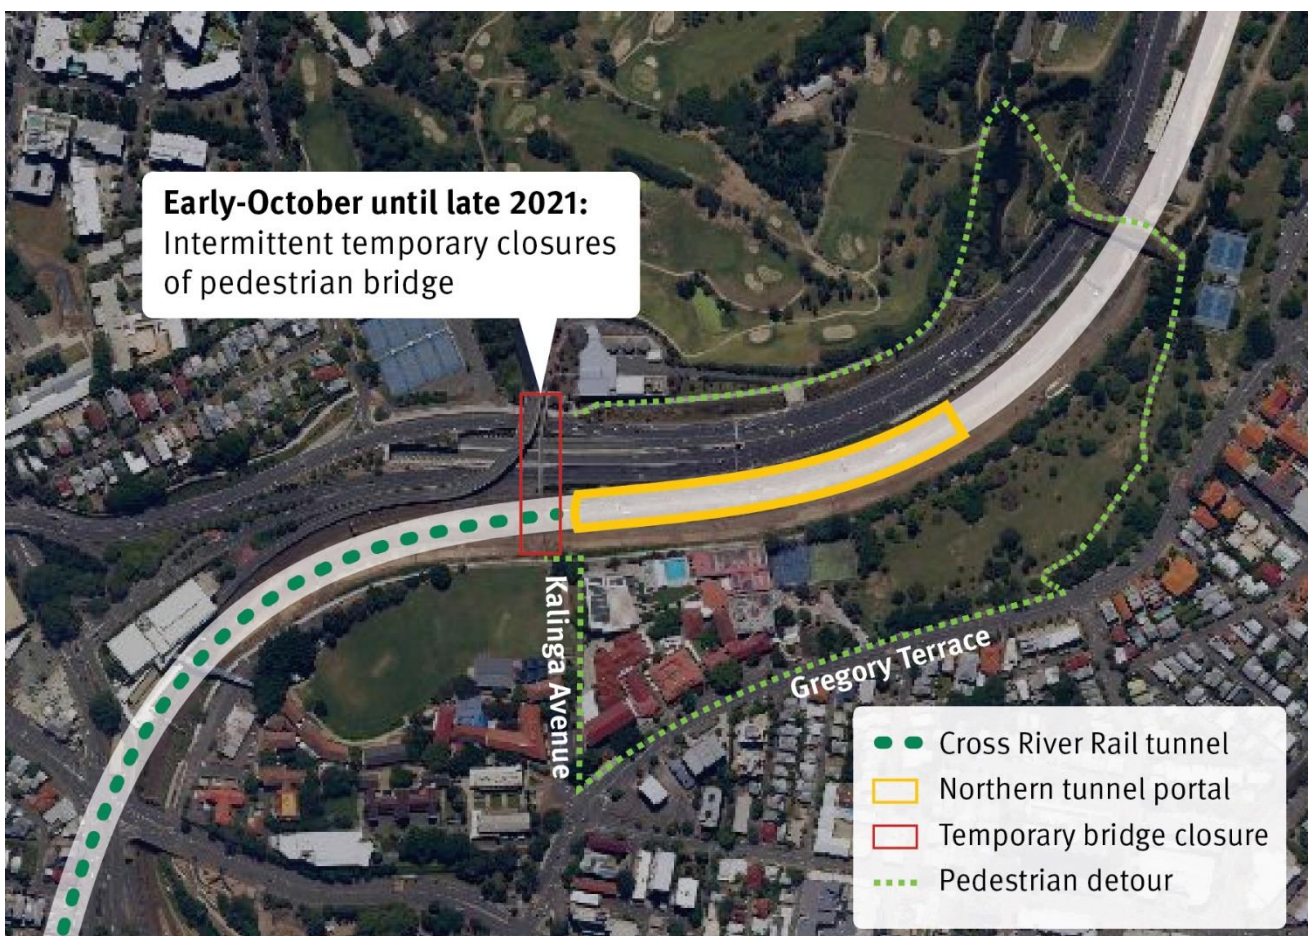 Early-October until late 2021:
Intermittent temporary closures
of pedestrian bridge
Kalinga Avenue
Gregory Terrace
Cross River Rail tunnel
Northern tunnel portal
Temporary bridge closure
Pedestrian detour